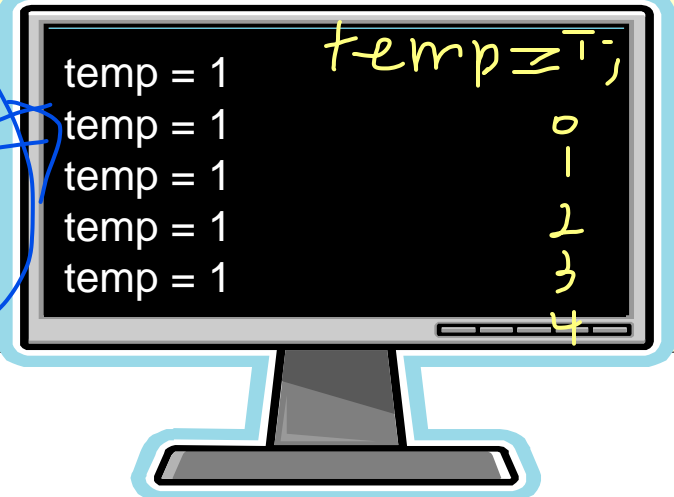 temp = 1
temp = 1
temp = 1
temp = 1
temp = 1
temp = i;
0
1
2
3
4